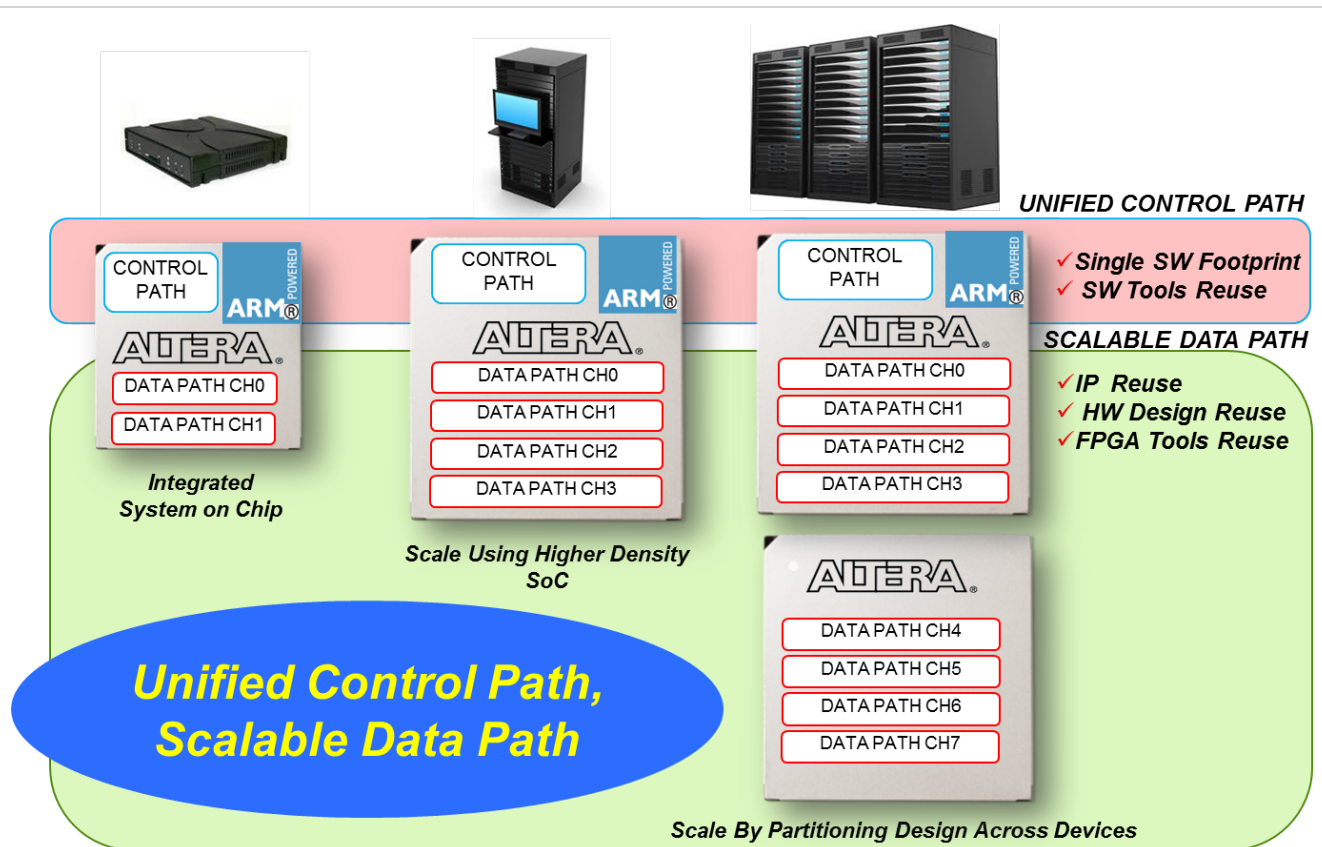 UNIFIED CONTROL PATH
CONTROL
PATH
ARM®
POWERED
ALTERA®
DATA PATH CH0
DATA PATH CH1
Integrated
System on Chip
CONTROL
PATH
ARM®
POWERED
ALTERA®
DATA PATH CH0
DATA PATH CH1
DATA PATH CH2
DATA PATH CH3
Scale Using Higher Density
SoC
CONTROL
PATH
ARM®
POWERED
ALTERA®
DATA PATH CH0
DATA PATH CH1
DATA PATH CH2
DATA PATH CH3
ALTERA®
DATA PATH CH4
DATA PATH CH5
DATA PATH CH6
DATA PATH CH7
Scale By Partitioning Design Across Devices
✓Single SW Footprint
✓ SW Tools Reuse
SCALABLE DATA PATH
✓IP Reuse
✓ HW Design Reuse
✓FPGA Tools Reuse
Unified Control Path,
Scalable Data Path